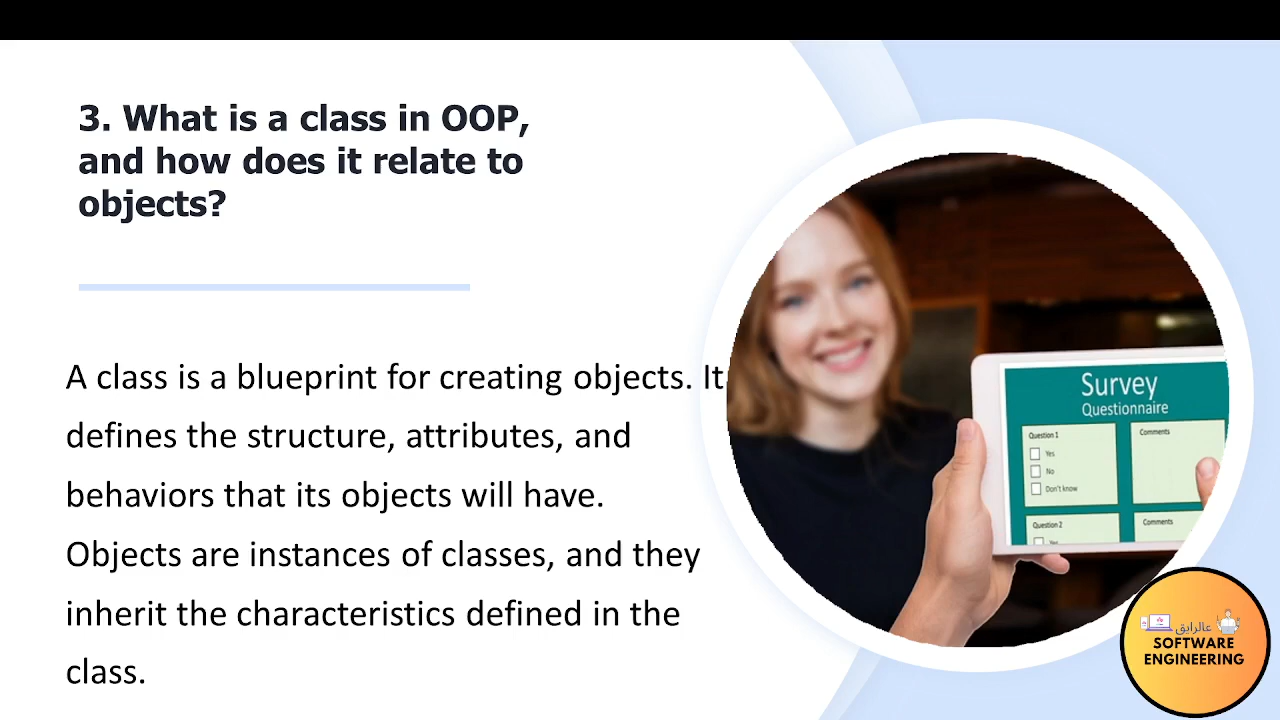 3. What is a class in OOP,
and how does it relate to
objects?
A class is a blueprint for creating objects. It
defines the structure, attributes, and
behaviors that its objects will have.
Objects are instances of classes, and they
inherit the characteristics defined in the
class.
Survey
Questionnaire
Question 1
Comments
Yes
No
Don't know
Question 2
Comments
Yes
عالرايق
SOFTWARE
ENGINEERING